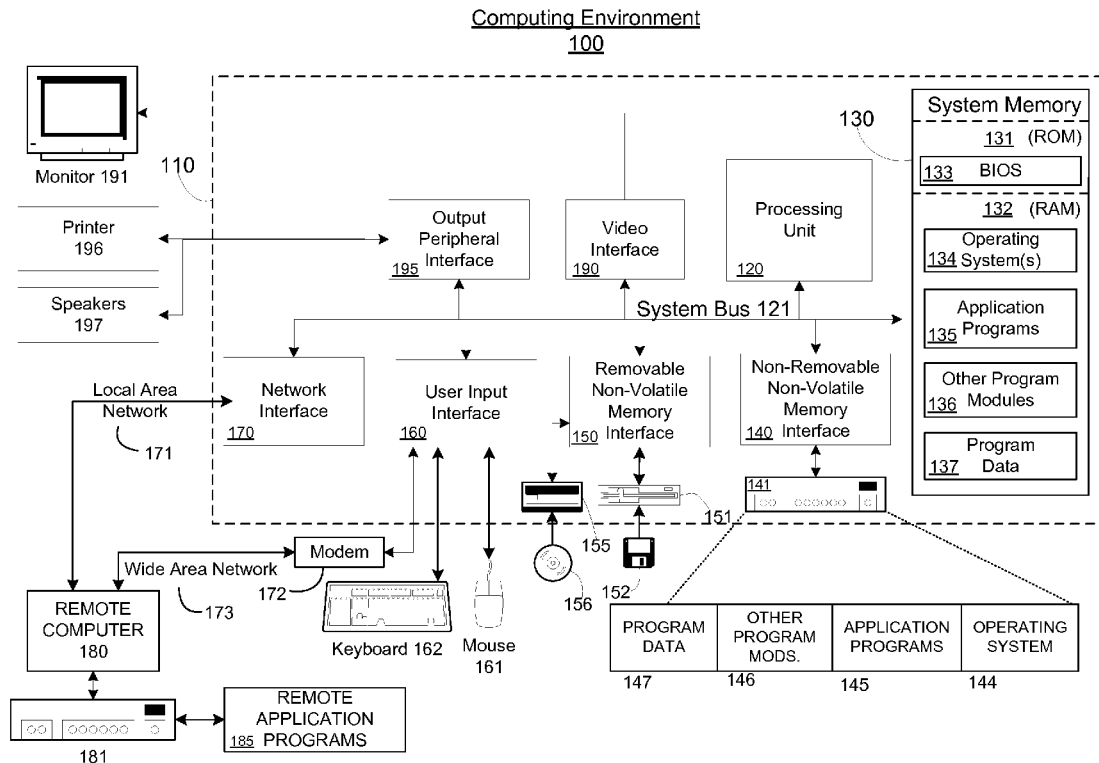 Computing Environment
100
Monitor 191
110
130
System Memory
131 (ROM)
133 BIOS
132 (RAM)
134 Operating System(s)
135 Application Programs
136 Other Program Modules
137 Program Data
Printer
196
Speakers
197
Output
Peripheral
Interface
195
Video
Interface
190
Processing
Unit
120
System Bus 121
Local Area
Network
171
Network
Interface
170
User Input
Interface
160
Removable
Non-Volatile
Memory
Interface
150
Non-Removable
Non-Volatile
Memory
Interface
140
141
151
155
152
156
Modem
172
Wide Area Network
173
REMOTE
COMPUTER
180
Keyboard 162
Mouse
161
PROGRAM
DATA
147
OTHER
PROGRAM
MODS.
146
APPLICATION
PROGRAMS
145
OPERATING
SYSTEM
144
181
REMOTE
APPLICATION
PROGRAMS
185